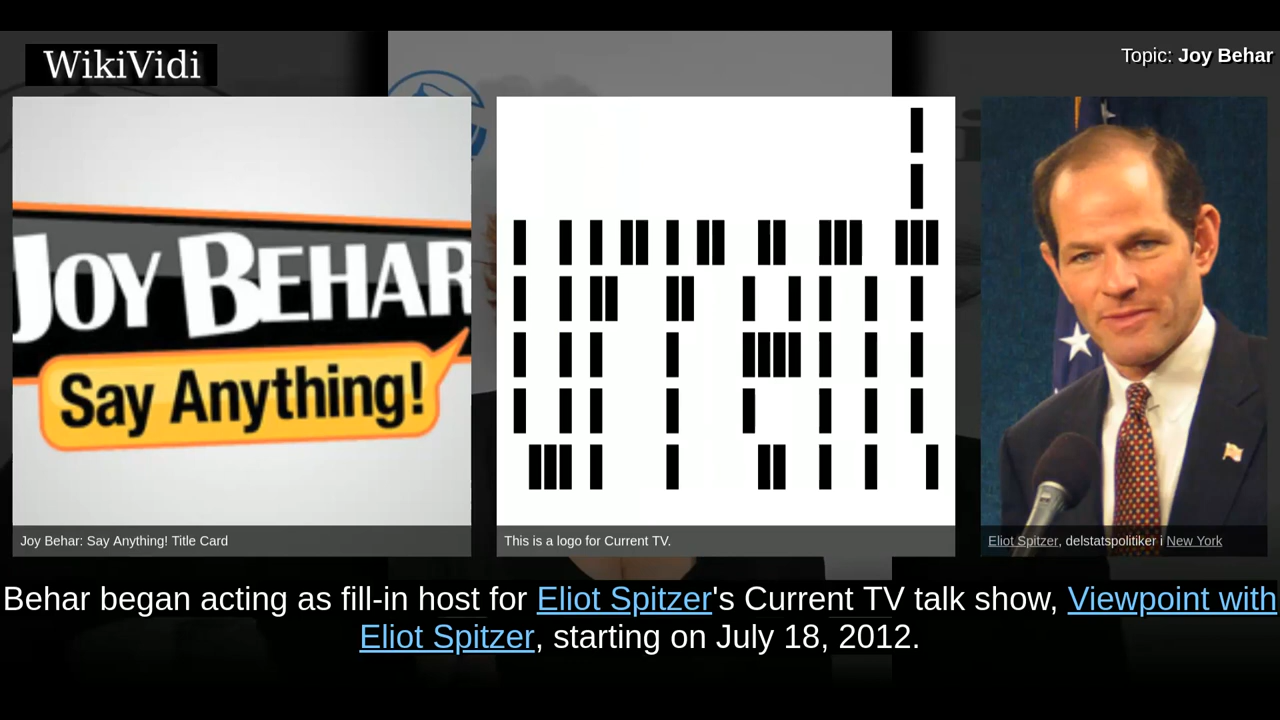 WikiVidi
Topic: Joy Behar
JOY BEHAR
Say Anything!
Joy Behar: Say Anything! Title Card
This is a logo for Current TV.
Eliot Spitzer, delstatspolitiker i New York
Behar began acting as fill-in host for Eliot Spitzer's Current TV talk show, Viewpoint with
Eliot Spitzer, starting on July 18, 2012.